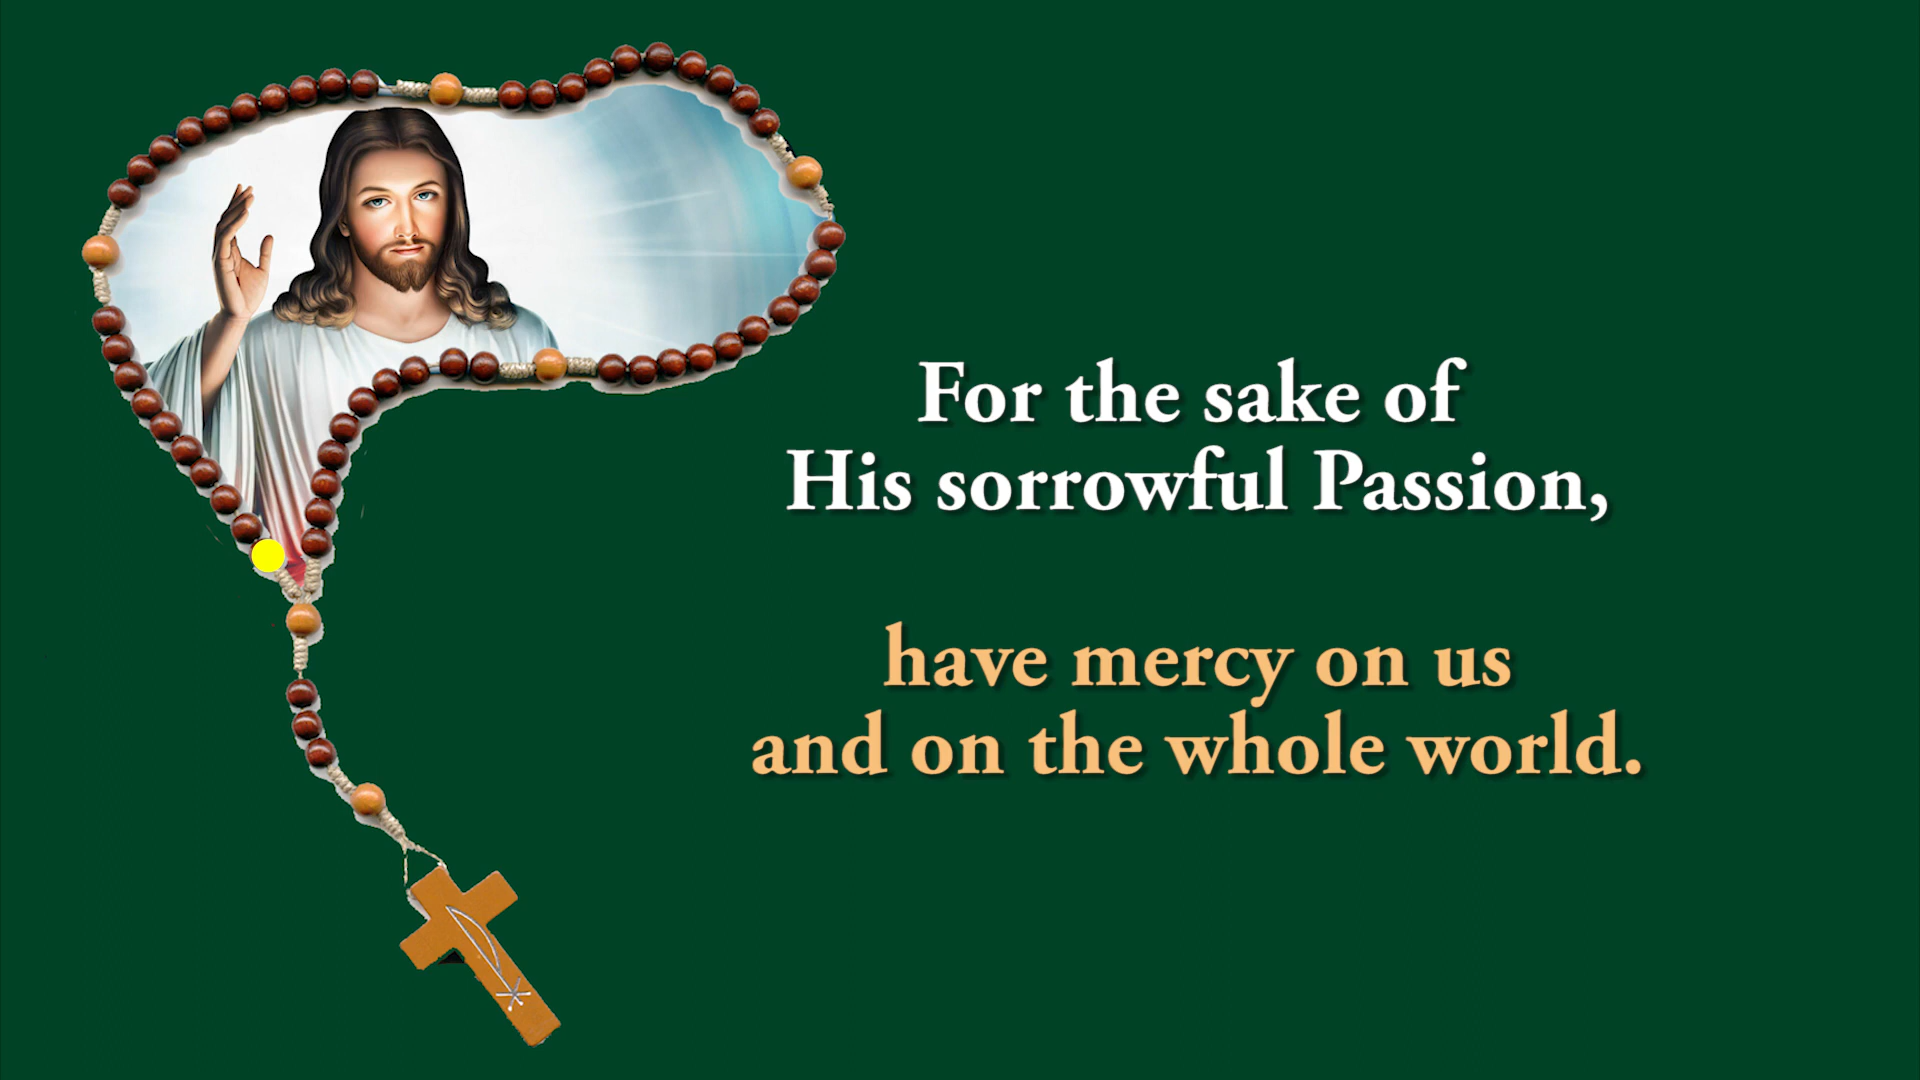 For the sake of
His sorrowful Passion,
have mercy on us
and on the whole world.